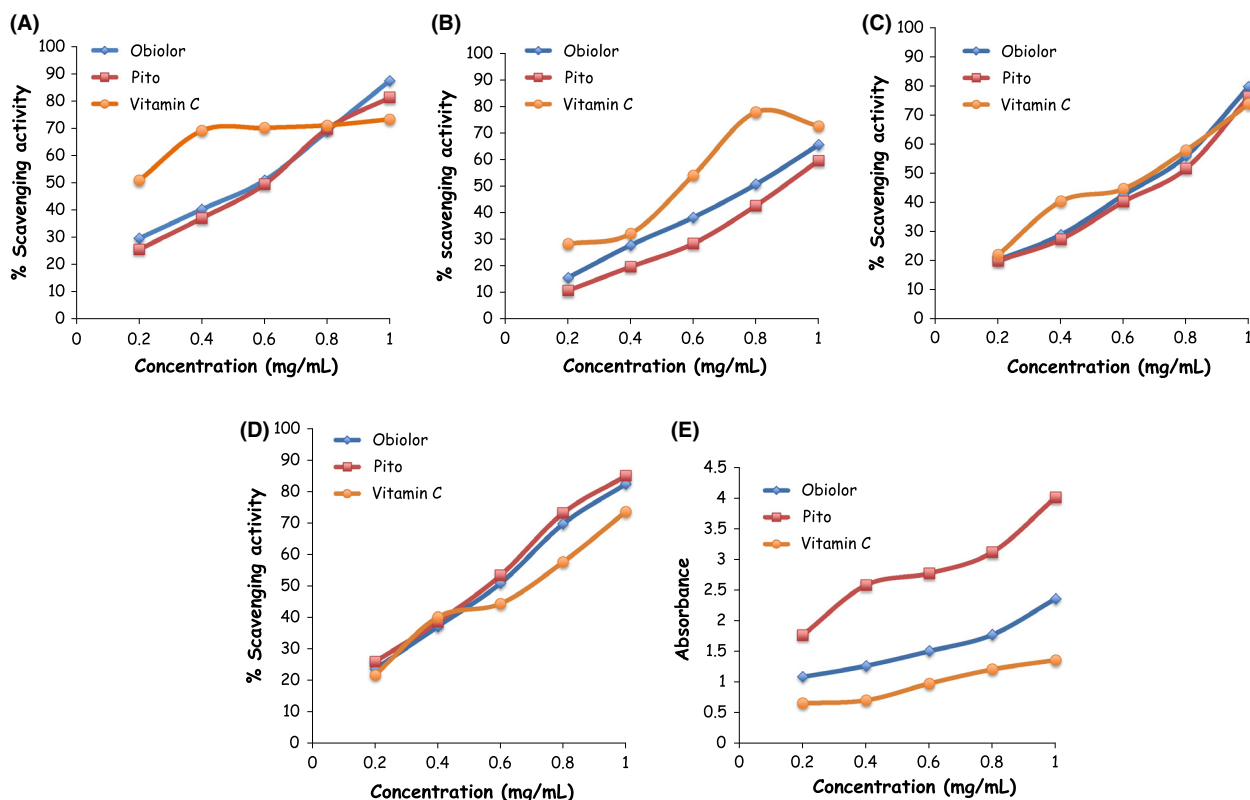 (A)
% Scavenging activity
100
90
80
70
60
50
40
30
20
10
0
Obiolor
Pito
Vitamin C
0 0.2 0.4 0.6 0.8 1
Concentration (mg/mL)
(B)
% scavenging activity
100
90
80
70
60
50
40
30
20
10
0
Obiolor
Pito
Vitamin C
0 0.2 0.4 0.6 0.8 1
Concentration (mg/mL)
(C)
% Scavenging activity
100
90
80
70
60
50
40
30
20
10
0
Obiolor
Pito
Vitamin C
0 0.2 0.4 0.6 0.8 1
Concentration (mg/mL)
(D)
% Scavenging activity
100
90
80
70
60
50
40
30
20
10
0
Obiolor
Pito
Vitamin C
0 0.2 0.4 0.6 0.8 1
Concentration (mg/mL)
(E)
Absorbance
4.5
4
3.5
3
2.5
2
1.5
1
0.5
0
Obiolor
Pito
Vitamin C
0 0.2 0.4 0.6 0.8 1
Concentration (mg/mL)